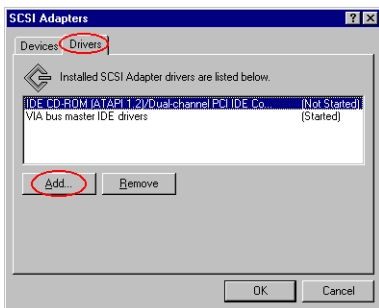 SCSI Adapters
Devices Drivers
Installed SCSI Adapter drivers are listed below.
IDE CD-ROM (ATAPI 1.2)/Dual-channel PCI IDE Co... (Not Started)
VIA bus master IDE drivers (Started)
Add... Remove
OK Cancel